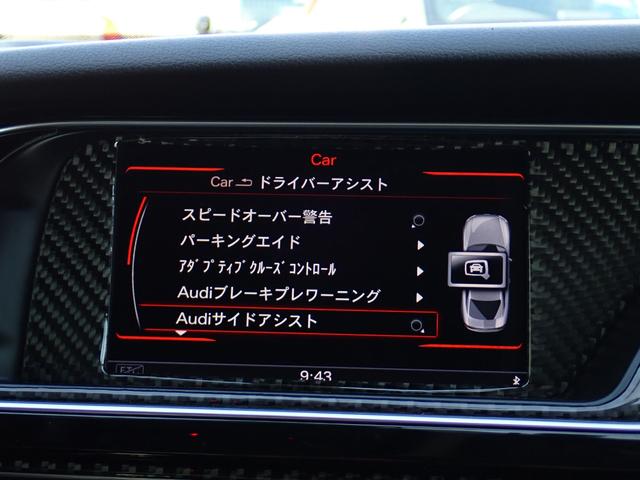 Car
Car ドライバーアシスト
スピードオーバー警告
パーキングエイド
ｱﾀﾞﾌﾟﾃｨﾌﾞｸﾙｰｽﾞｺﾝﾄﾛｰﾙ
Audiブレーキプレワーニング
Audiサイドアシスト
9:43